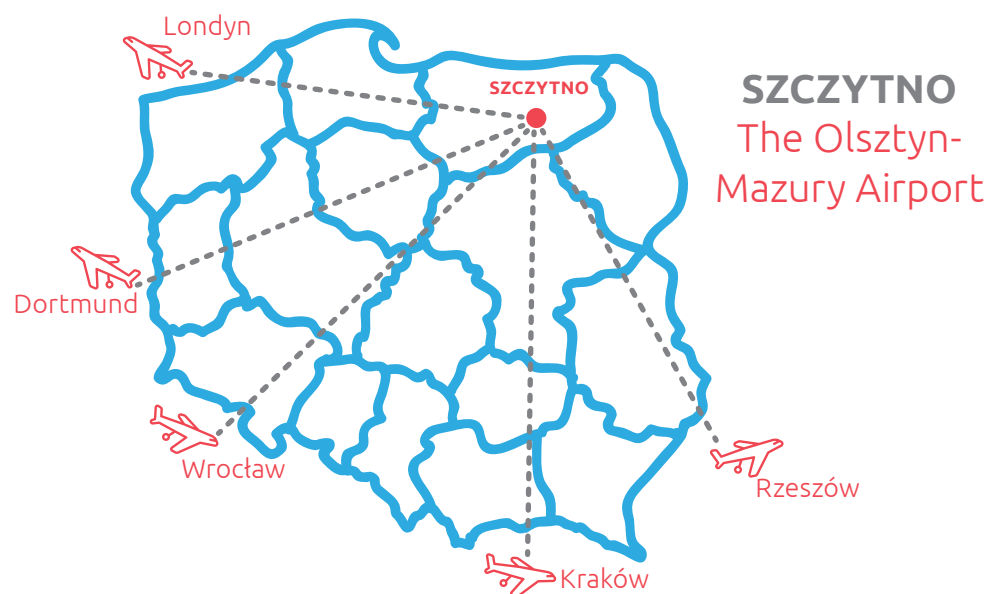 Londyn
SZCZYTNO
SZCZYTNO
The Olsztyn-
Mazury Airport
Dortmund
Wrocław
Rzeszów
Kraków